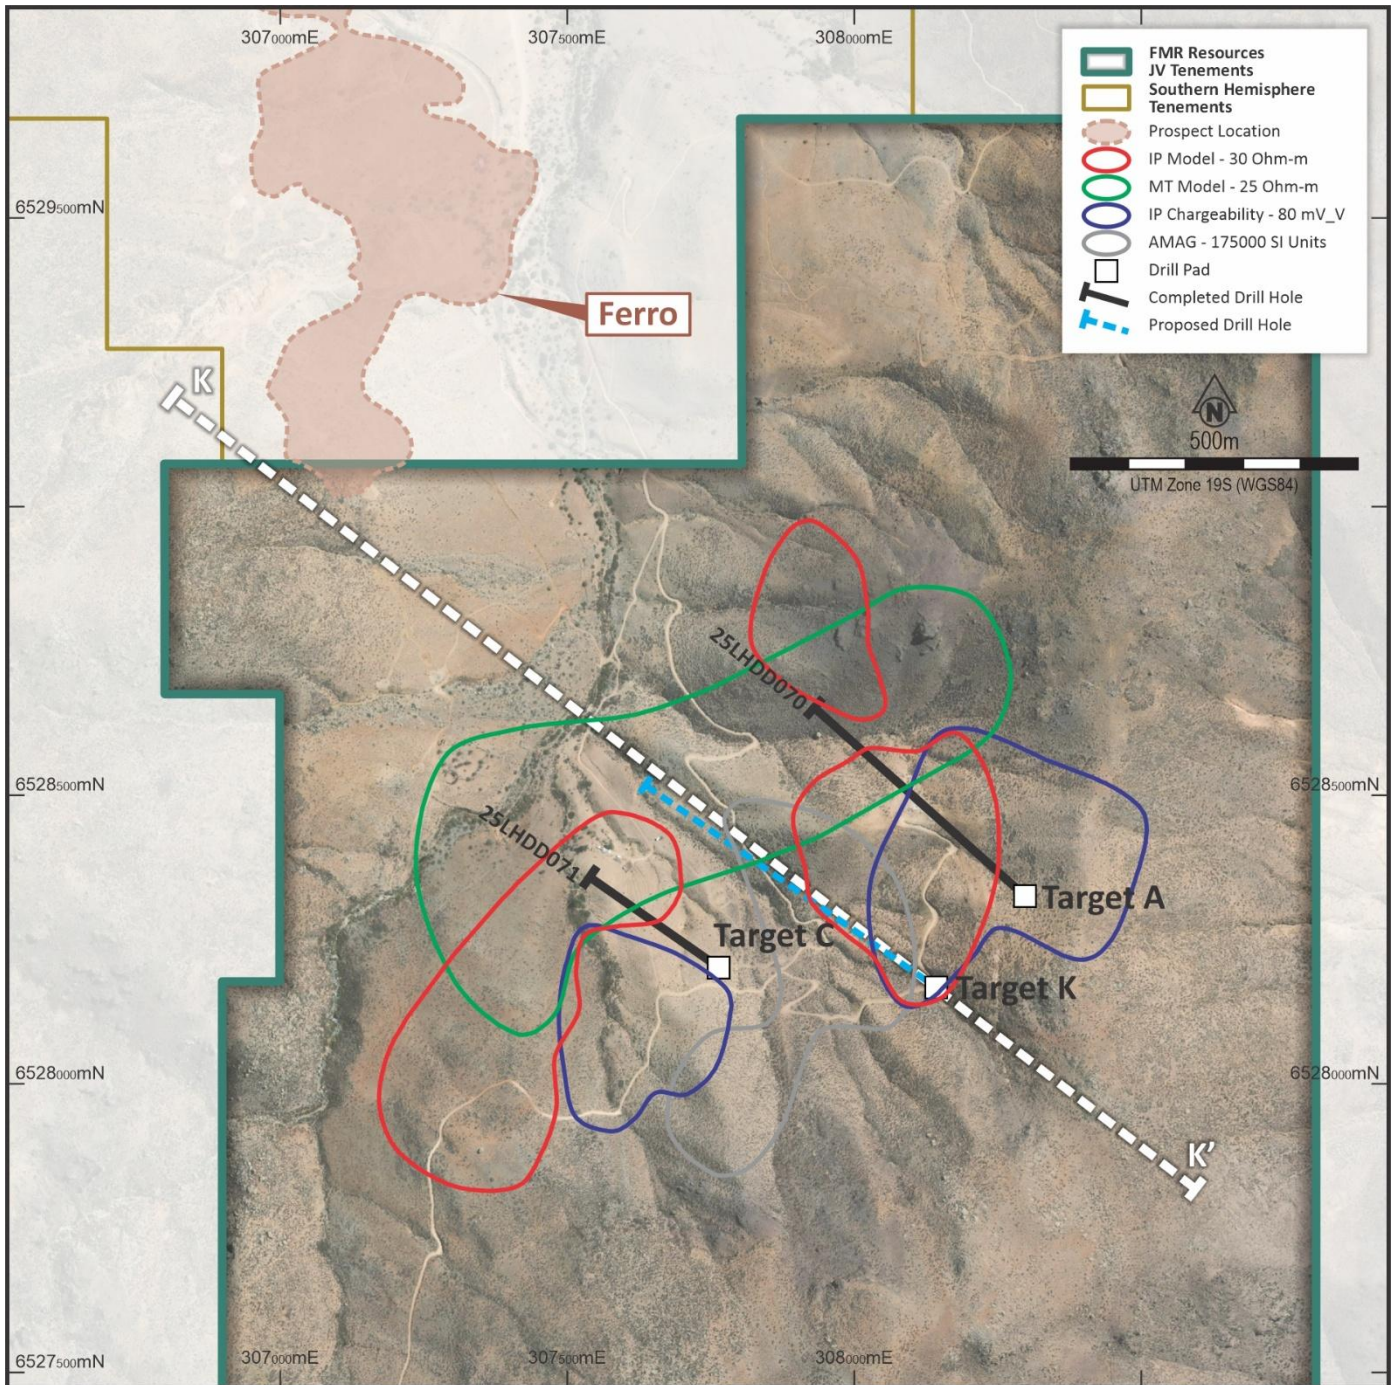 307000mE
307500mE
308000mE
FMR Resources
JV Tenements
Southern Hemisphere
Tenements
Prospect Location
IP Model - 30 Ohm-m
MT Model - 25 Ohm-m
IP Chargeability - 80 mV_V
AMAG - 175000 SI Units
Drill Pad
Completed Drill Hole
Proposed Drill Hole
6529500mN
Ferro
K
N
500m
UTM Zone 19S (WGS84)
25LHDD070
6528500mN
6528500mN
25LHDD071
Target A
Target C
Target K
6528000mN
6528000mN
K'
6527500mN
307000mE
307500mE
308000mE